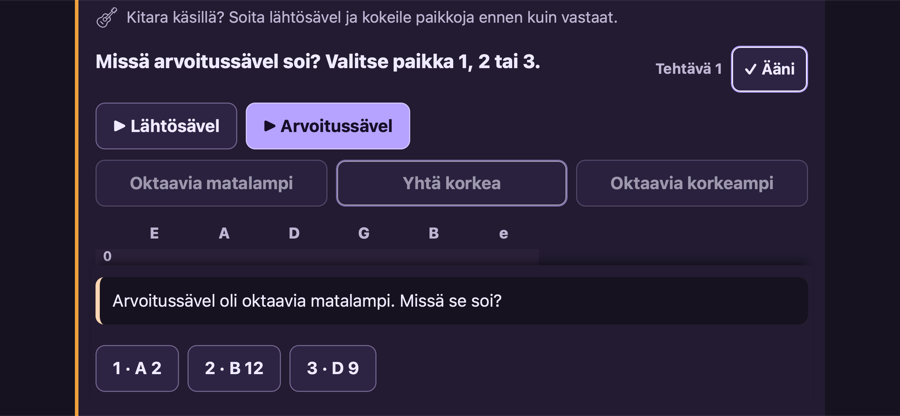 Kitara käsillä? Soita lähtösävel ja kokeile paikkoja ennen kuin vastaat.
Missä arvoitussävel soi? Valitse paikka 1, 2 tai 3.
Tehtävä 1
✓ Ääni
▶ Lähtösävel
▶ Arvoitussävel
Oktaavia matalampi
Yhtä korkea
Oktaavia korkeampi
E A D G B e
0
Arvoitussävel oli oktaavia matalampi. Missä se soi?
1 · A 2
2 · B 12
3 · D 9